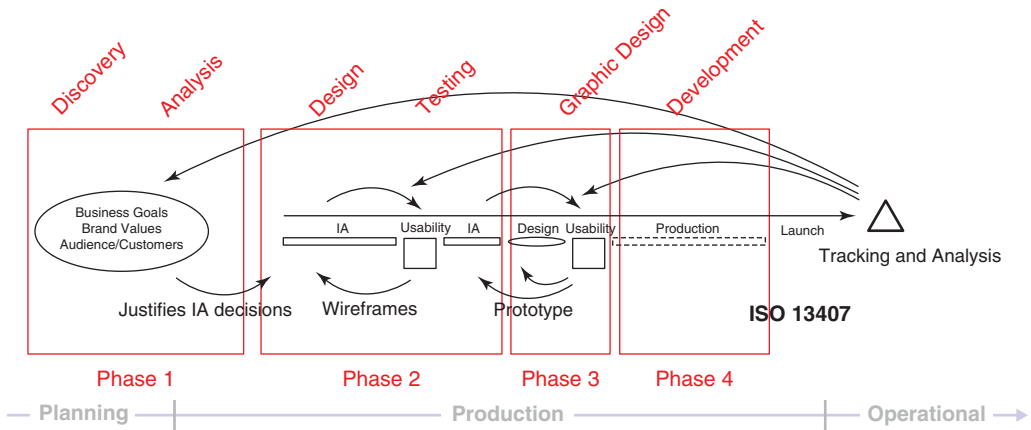 Discovery
Analysis
Design
Testing
Graphic Design
Development
Business Goals
Brand Values
Audience/Customers
IA
Usability
IA
Design
Usability
Production
Launch
Tracking and Analysis
Justifies IA decisions
Wireframes
Prototype
ISO 13407
Phase 1
Phase 2
Phase 3
Phase 4
Planning
Production
Operational